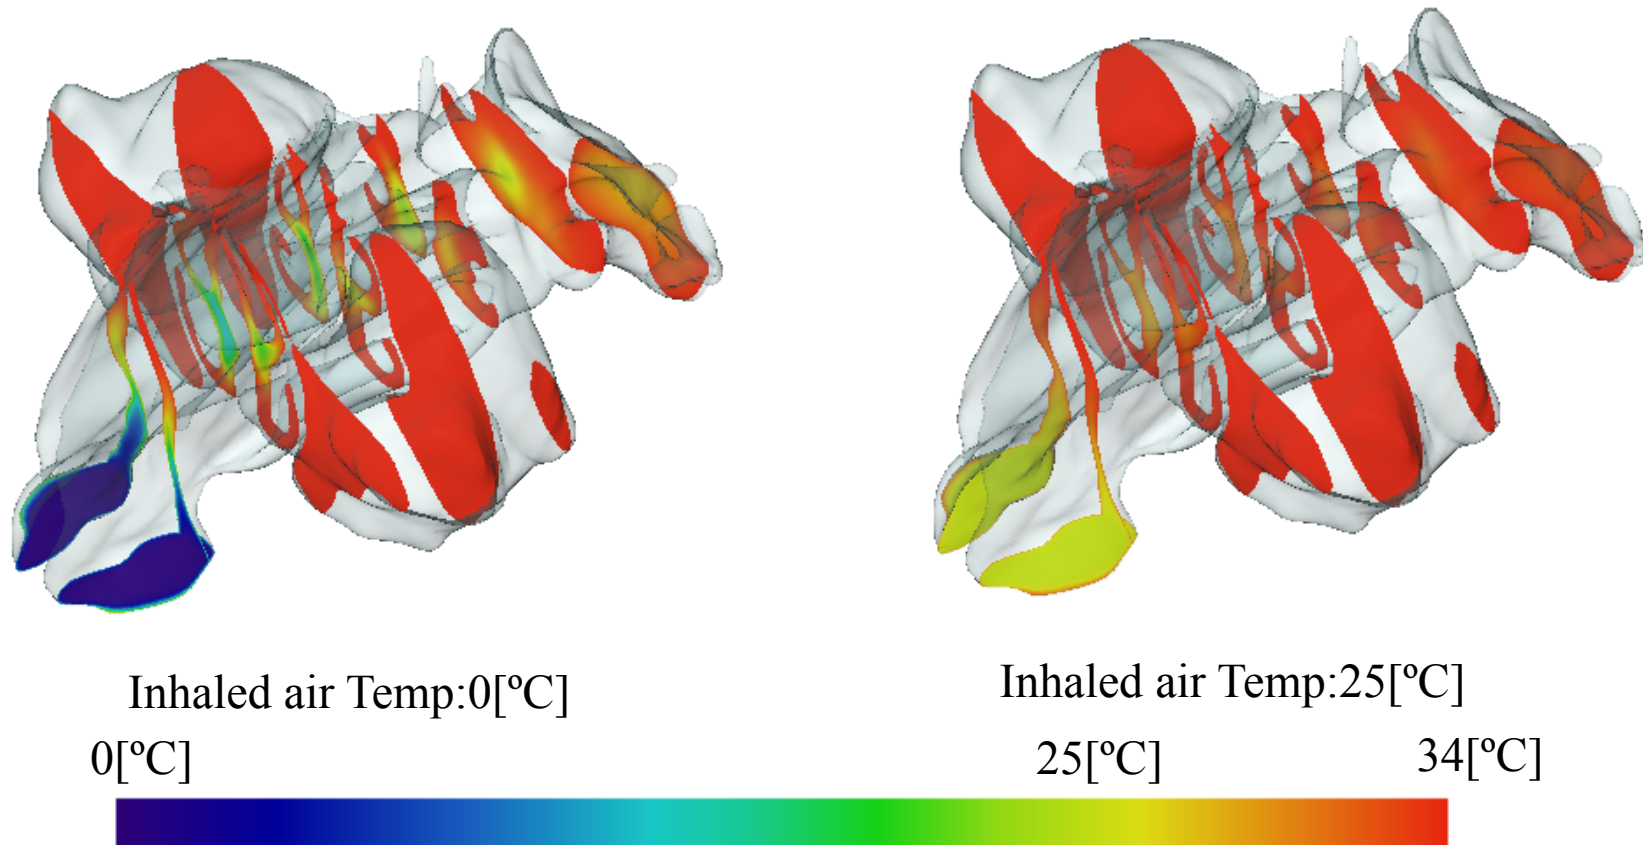 Inhaled air Temp:0[ºC]
Inhaled air Temp:25[ºC]
0[ºC]
25[ºC]
34[ºC]